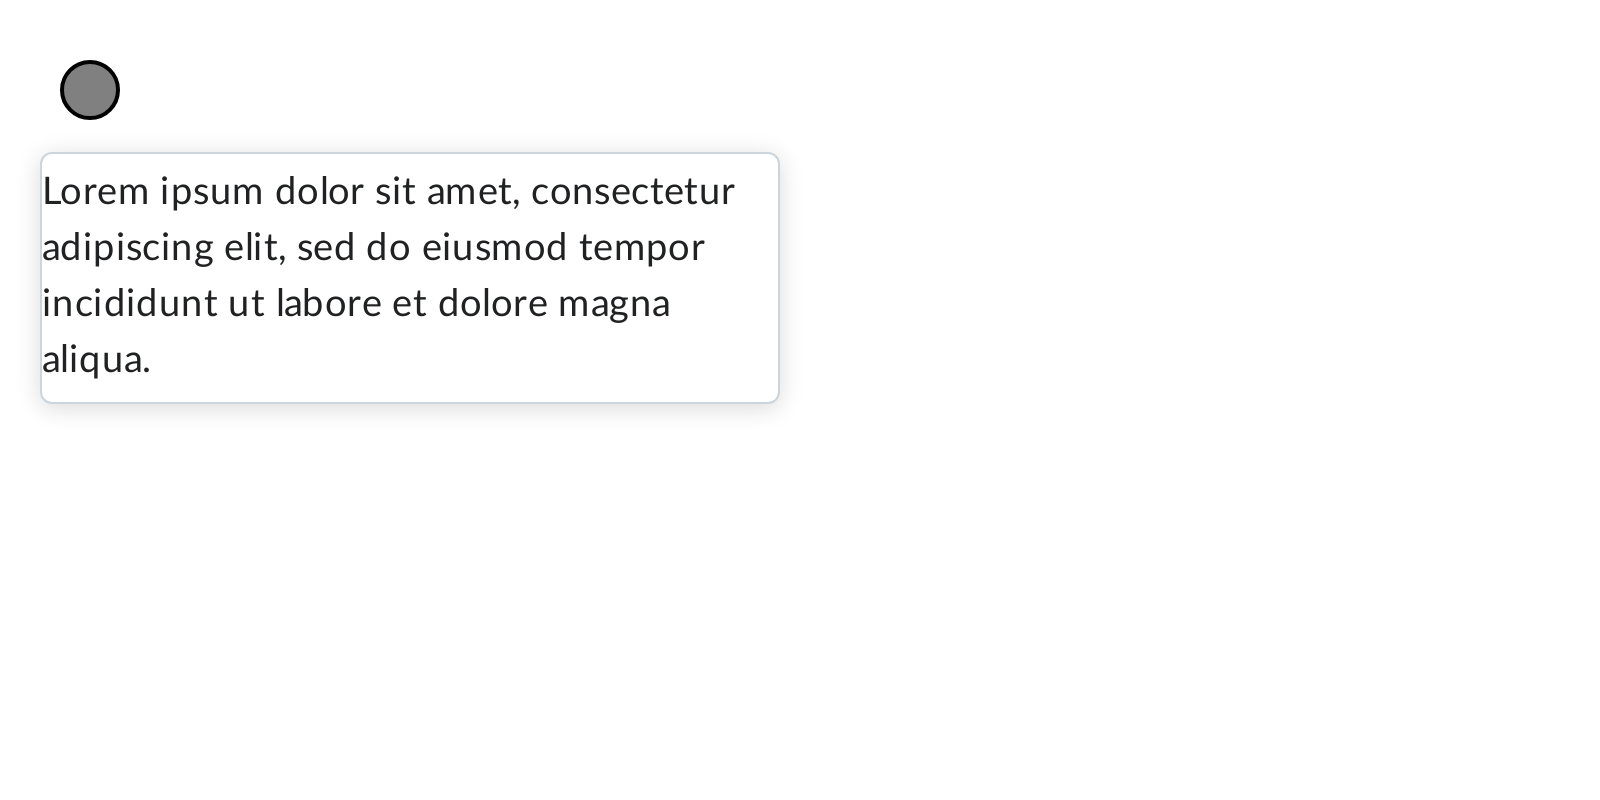 Lorem ipsum dolor sit amet, consectetur
adipiscing elit, sed do eiusmod tempor
incididunt ut labore et dolore magna
aliqua.